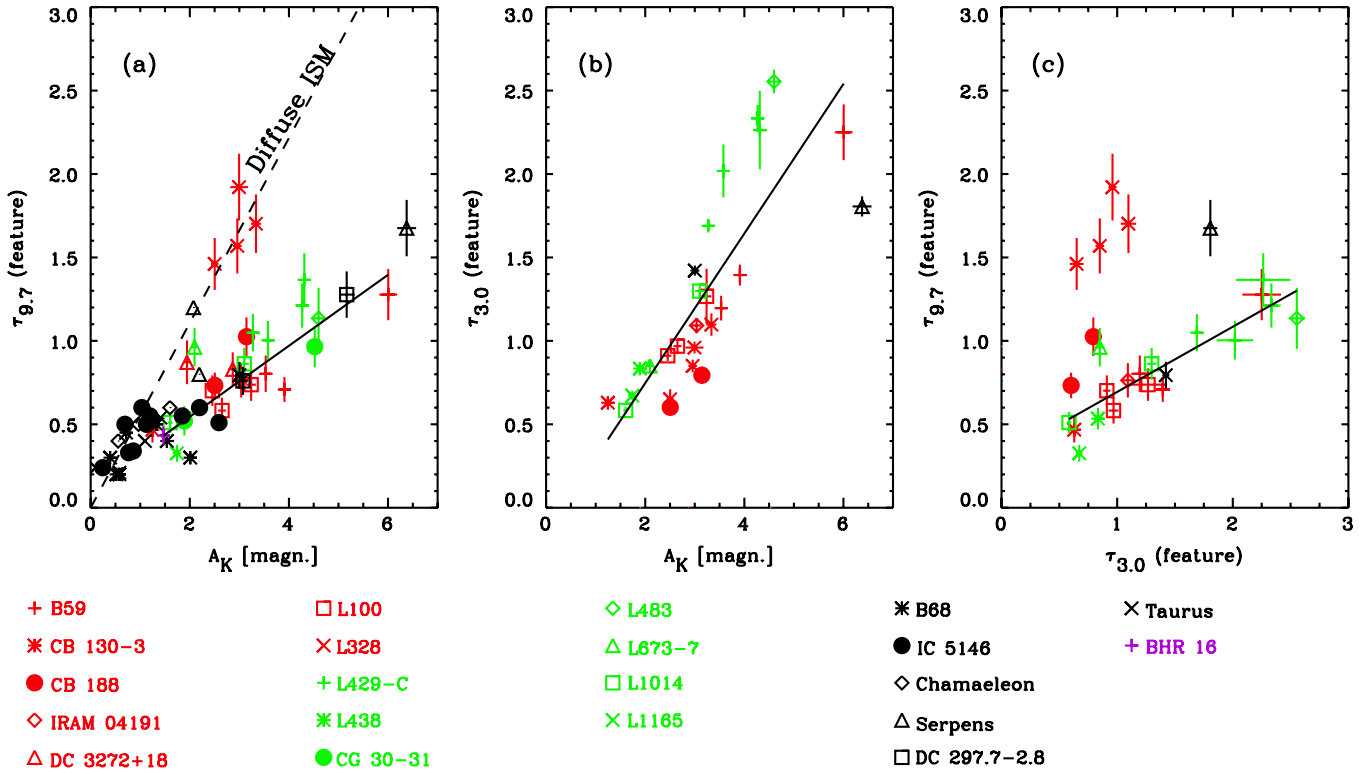 (a)
Diffuse ISM
3.0
2.5
2.0
1.5
1.0
0.5
0.0
τ9.7 (feature)
0 2 4 6
A_K [magn.]
(b)
3.0
2.5
2.0
1.5
1.0
0.5
0.0
τ3.0 (feature)
0 2 4 6
A_K [magn.]
(c)
3.0
2.5
2.0
1.5
1.0
0.5
0.0
τ9.7 (feature)
0 1 2 3
τ3.0 (feature)
B59
CB 130-3
CB 188
IRAM 04191
DC 3272+18
L100
L328
L429-C
L438
CG 30-31
L483
L673-7
L1014
L1165
B68
IC 5146
Chamaeleon
Serpens
DC 297.7-2.8
Taurus
BHR 16